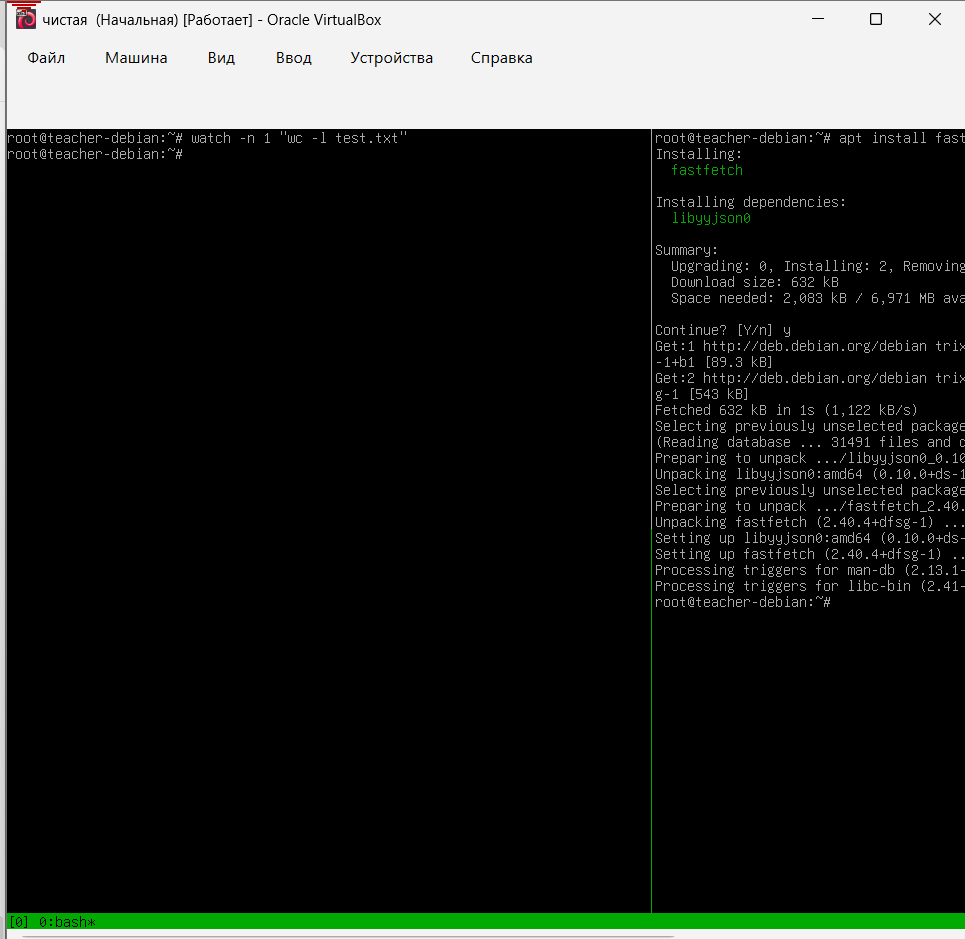 чистая (Начальная) [Работает] - Oracle VirtualBox
Файл Машина Вид Ввод Устройства Справка
root@teacher-debian:~# watch -n 1 "wc -l test.txt"
root@teacher-debian:~#
root@teacher-debian:~# apt install fast
Installing:
fastfetch
Installing dependencies:
libyyjson0
Summary:
Upgrading: 0, Installing: 2, Removing
Download size: 632 kB
Space needed: 2,083 kB / 6,971 MB ava
Continue? [Y/n] y
Get:1 http://deb.debian.org/debian trix
-1+b1 [89.3 kB]
Get:2 http://deb.debian.org/debian trix
g-1 [543 kB]
Fetched 632 kB in 1s (1,122 kB/s)
Selecting previously unselected package
(Reading database ... 31491 files and d
Preparing to unpack .../libyyjson0_0.10
Unpacking libyyjson0:amd64 (0.10.0+ds-1
Selecting previously unselected package
Preparing to unpack .../fastfetch_2.40.
Unpacking fastfetch (2.40.4+dfsg-1) ...
Setting up libyyjson0:amd64 (0.10.0+ds-
Setting up fastfetch (2.40.4+dfsg-1) ..
Processing triggers for man-db (2.13.1-
Processing triggers for libc-bin (2.41-
root@teacher-debian:~#
[0] 0:bash*